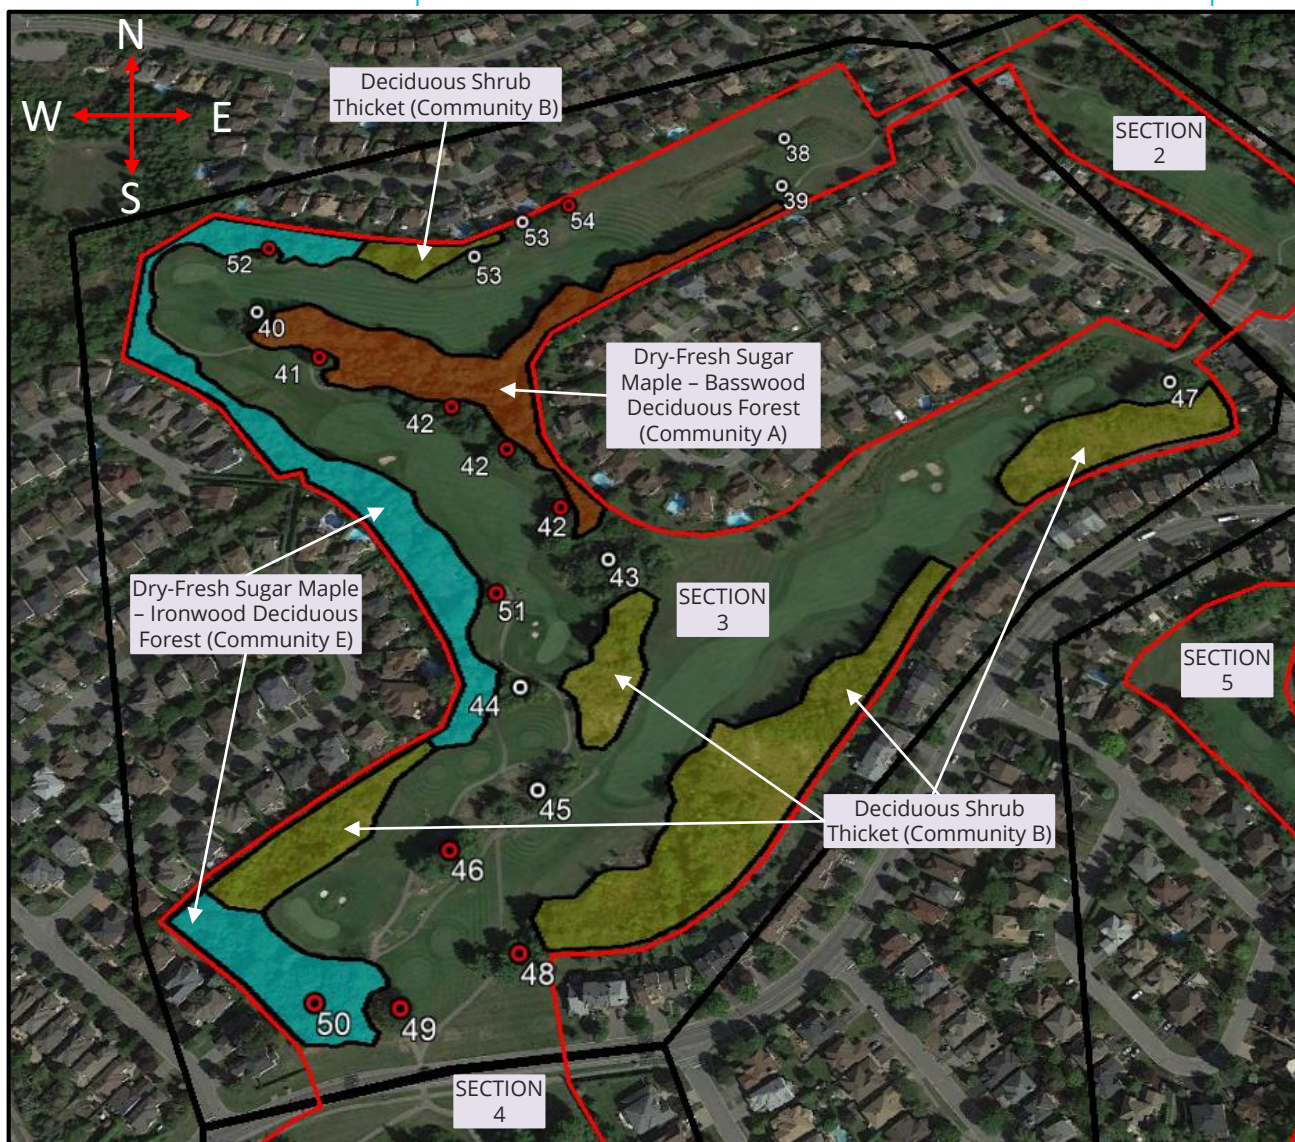 N
W
E
S
Deciduous Shrub
Thicket (Community B)
SECTION
2
38
39
54
53
53
52
40
41
42
42
42
Dry-Fresh Sugar
Maple – Basswood
Deciduous Forest
(Community A)
47
43
Dry-Fresh Sugar Maple
– Ironwood Deciduous
Forest (Community E)
51
SECTION
3
SECTION
5
44
45
Deciduous Shrub
Thicket (Community B)
46
48
50
49
SECTION
4